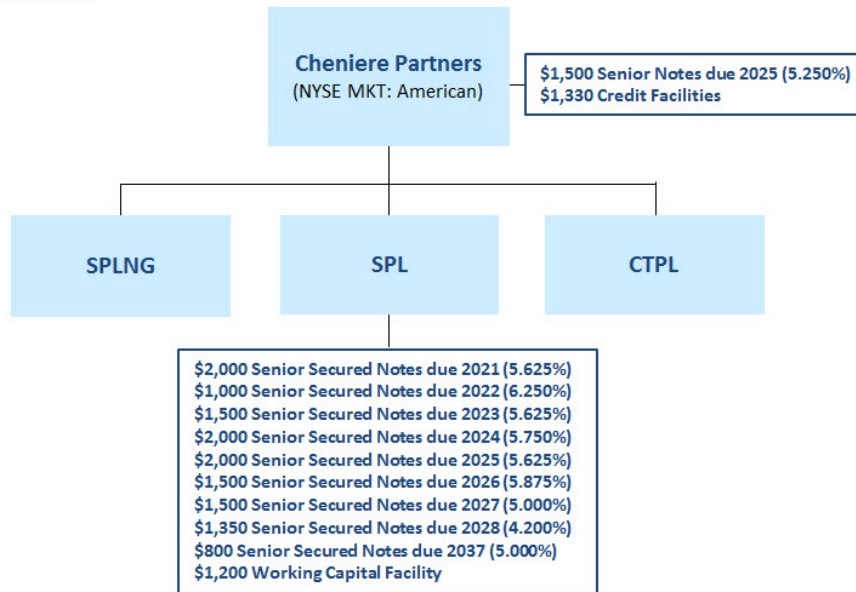 Cheniere Partners
(NYSE MKT: American)
$1,500 Senior Notes due 2025 (5.250%)
$1,330 Credit Facilities
SPLNG
SPL
CTPL
$2,000 Senior Secured Notes due 2021 (5.625%)
$1,000 Senior Secured Notes due 2022 (6.250%)
$1,500 Senior Secured Notes due 2023 (5.625%)
$2,000 Senior Secured Notes due 2024 (5.750%)
$2,000 Senior Secured Notes due 2025 (5.625%)
$1,500 Senior Secured Notes due 2026 (5.875%)
$1,500 Senior Secured Notes due 2027 (5.000%)
$1,350 Senior Secured Notes due 2028 (4.200%)
$800 Senior Secured Notes due 2037 (5.000%)
$1,200 Working Capital Facility